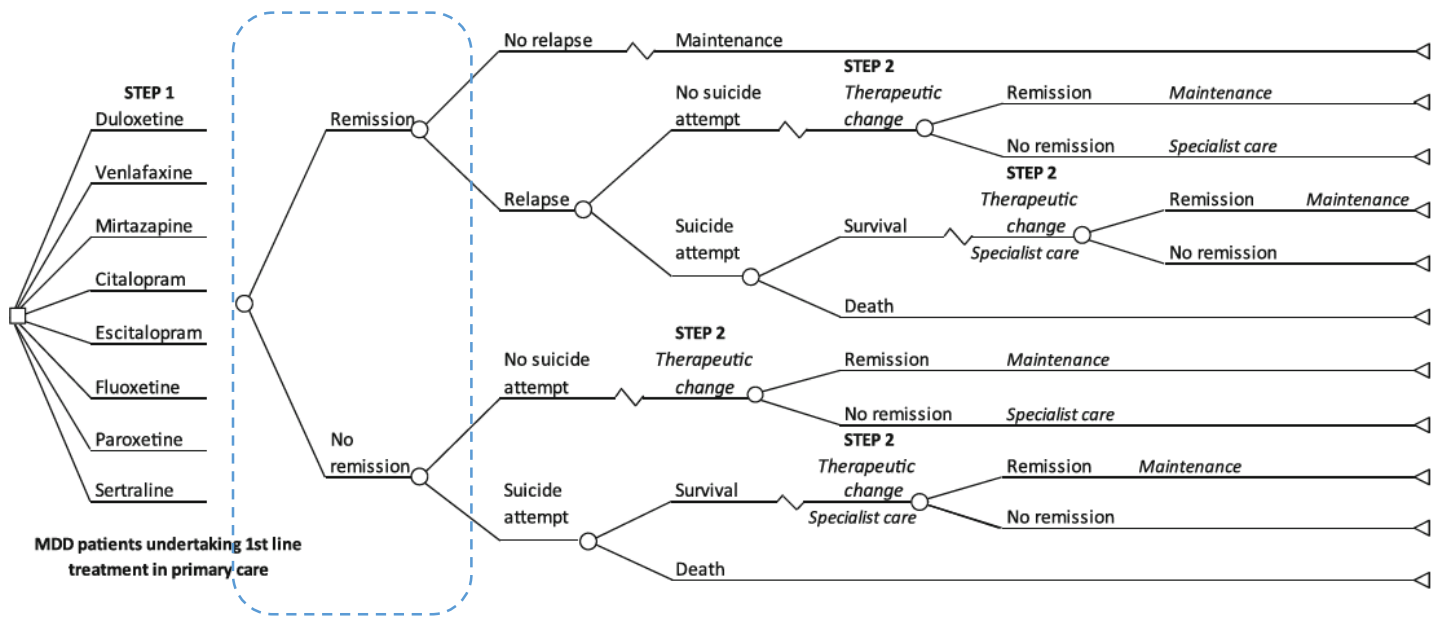 STEP 1
Duloxetine
Venlafaxine
Mirtazapine
Citalopram
Escitalopram
Fluoxetine
Paroxetine
Sertraline
MDD patients undertaking 1st line
treatment in primary care
Remission
No
remission
No relapse
Maintenance
Relapse
No suicide
attempt
STEP 2
Therapeutic
change
Remission
Maintenance
No remission
Specialist care
Suicide
attempt
Survival
STEP 2
Therapeutic
change
Specialist care
Remission
Maintenance
No remission
Death
No suicide
attempt
STEP 2
Therapeutic
change
Remission
Maintenance
No remission
Specialist care
Suicide
attempt
Survival
STEP 2
Therapeutic
change
Specialist care
Remission
Maintenance
No remission
Death